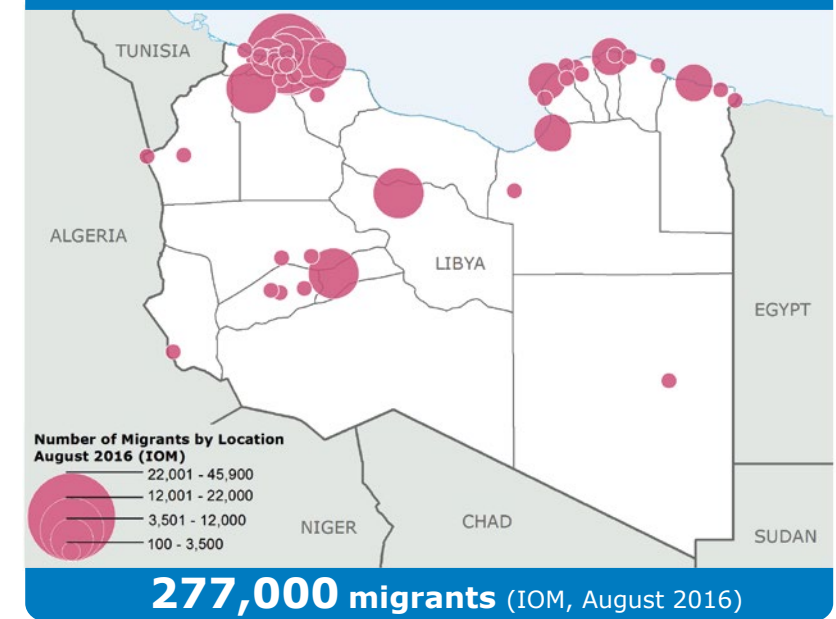 TUNISIA
ALGERIA
LIBYA
EGYPT
Number of Migrants by Location
August 2016 (IOM)
22,001 - 45,900
12,001 - 22,000
3,501 - 12,000
100 - 3,500
NIGER
CHAD
SUDAN
277,000 migrants (IOM, August 2016)